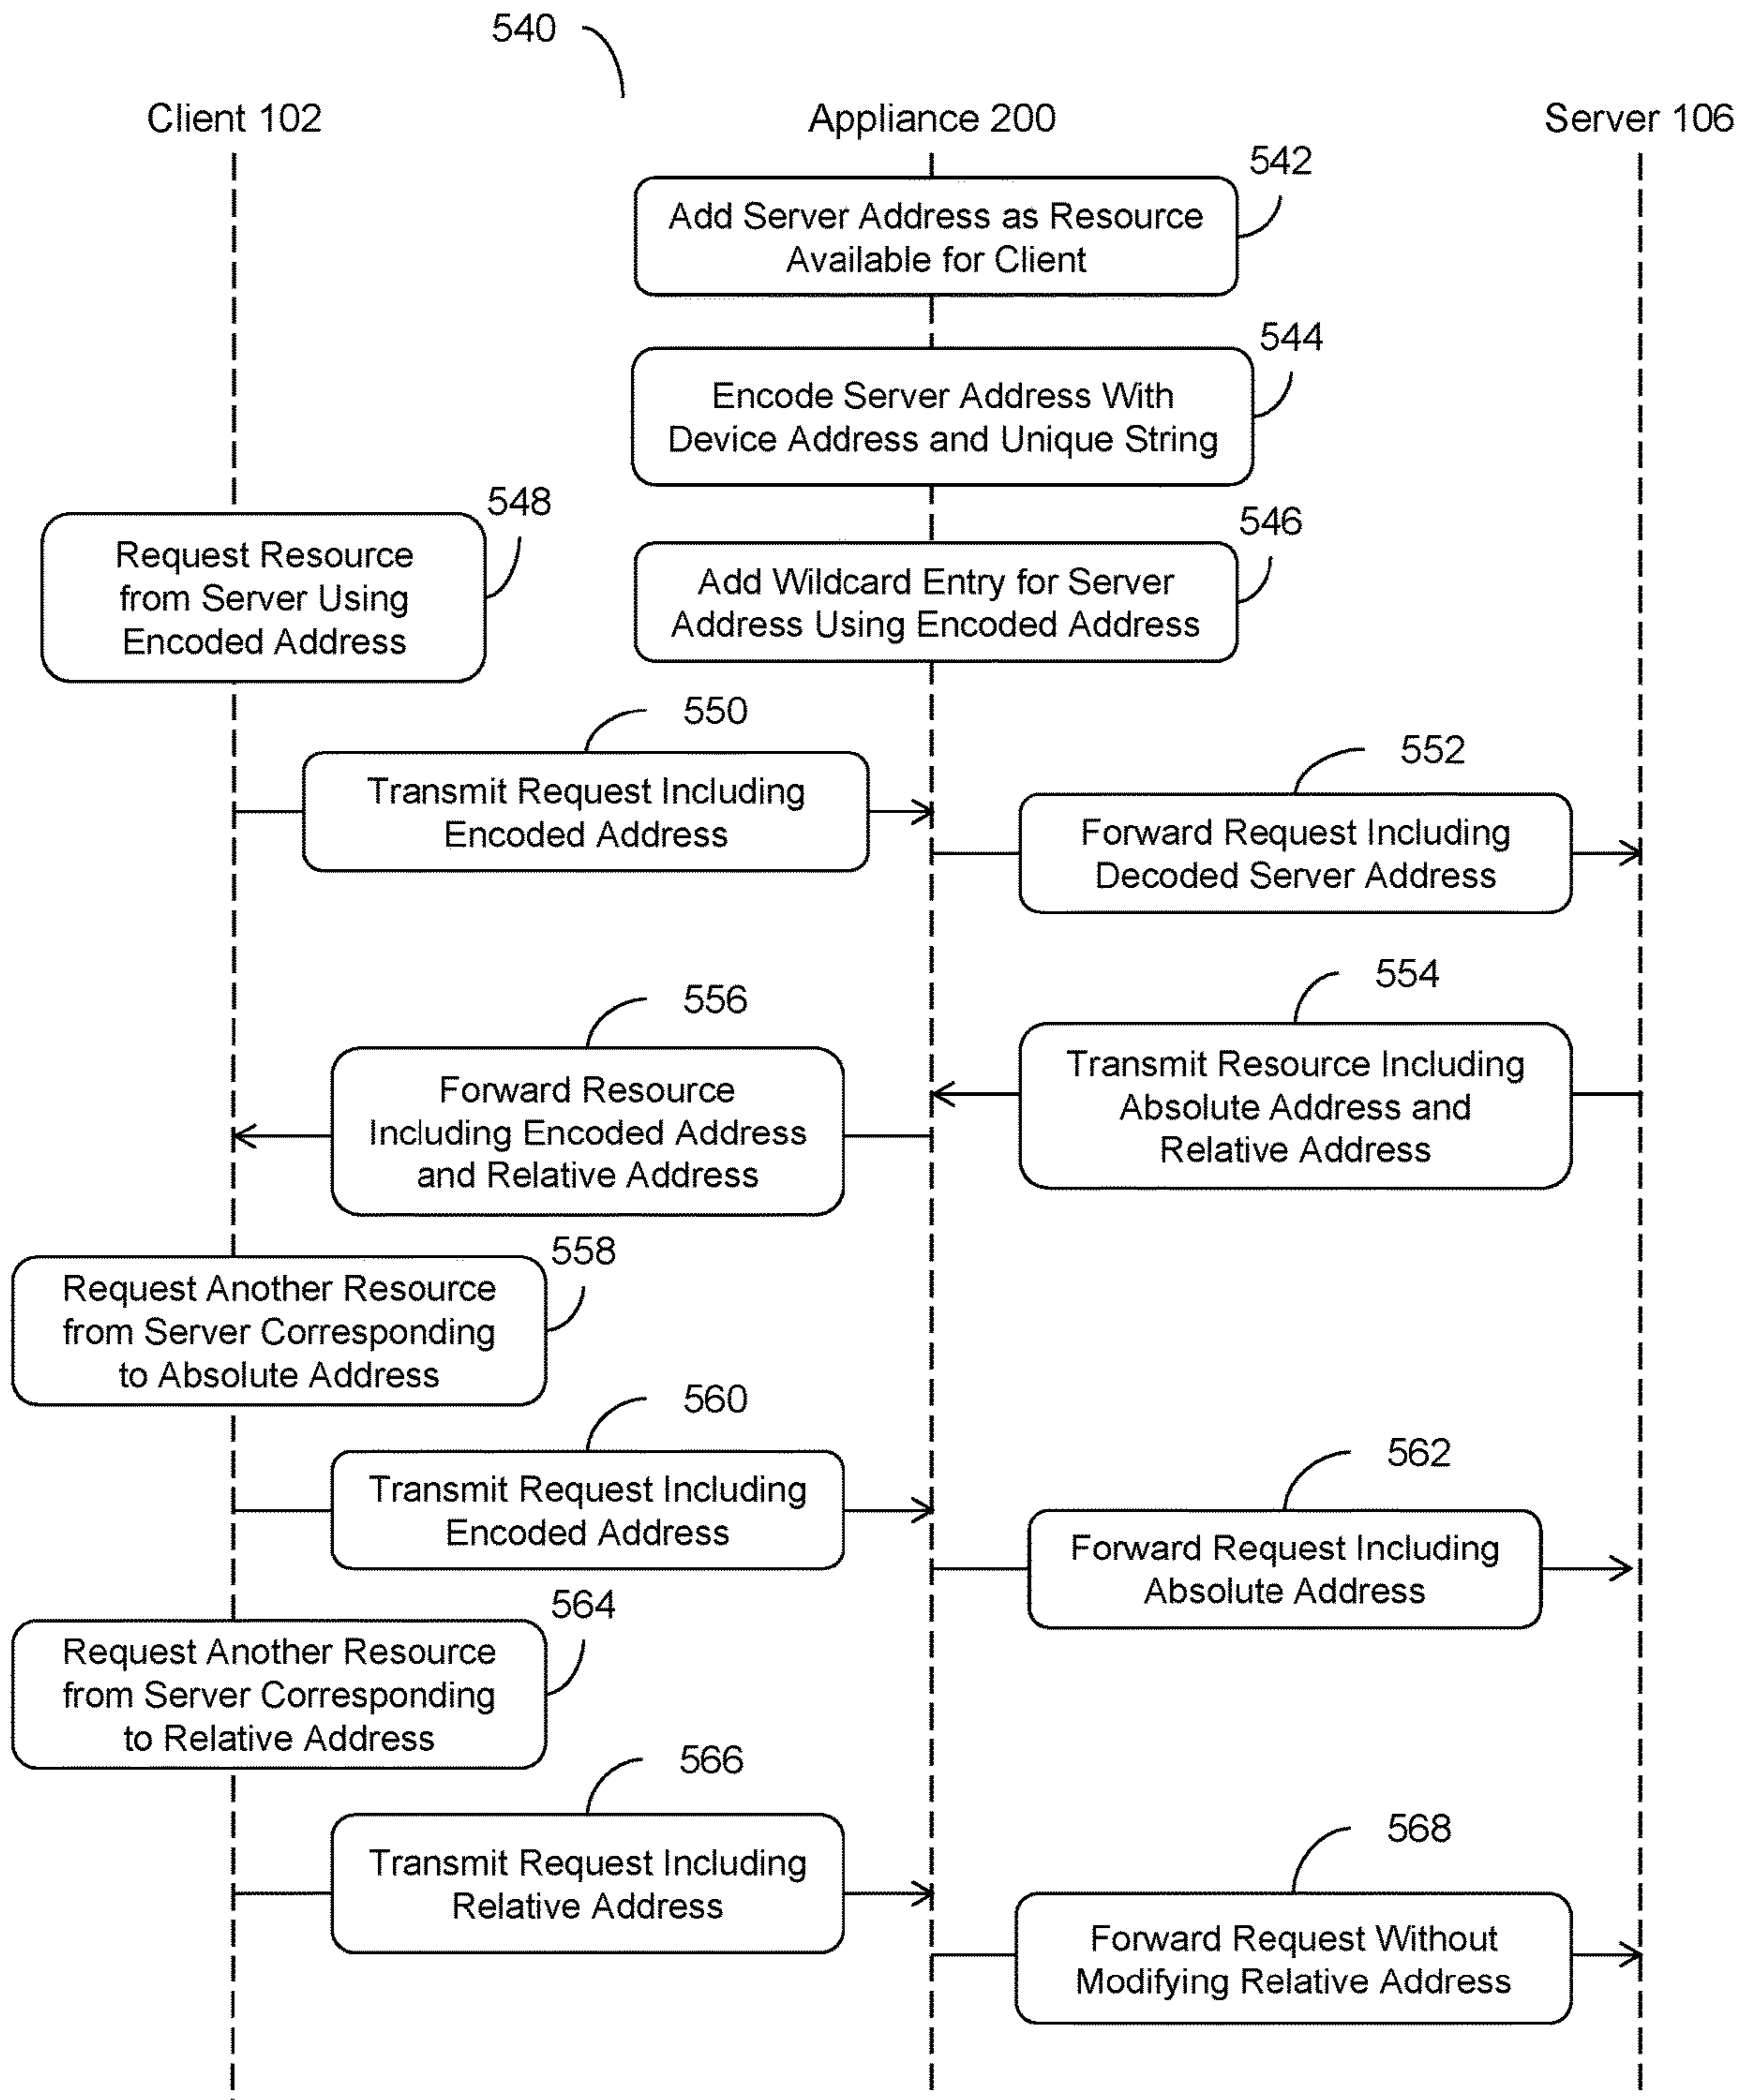 540
Client 102
Appliance 200
Server 106
542
Add Server Address as Resource
Available for Client
544
Encode Server Address With
Device Address and Unique String
548
Request Resource
from Server Using
Encoded Address
546
Add Wildcard Entry for Server
Address Using Encoded Address
550
Transmit Request Including
Encoded Address
552
Forward Request Including
Decoded Server Address
554
Transmit Resource Including
Absolute Address and
Relative Address
556
Forward Resource
Including Encoded Address
and Relative Address
558
Request Another Resource
from Server Corresponding
to Absolute Address
560
Transmit Request Including
Encoded Address
562
Forward Request Including
Absolute Address
564
Request Another Resource
from Server Corresponding
to Relative Address
566
Transmit Request Including
Relative Address
568
Forward Request Without
Modifying Relative Address